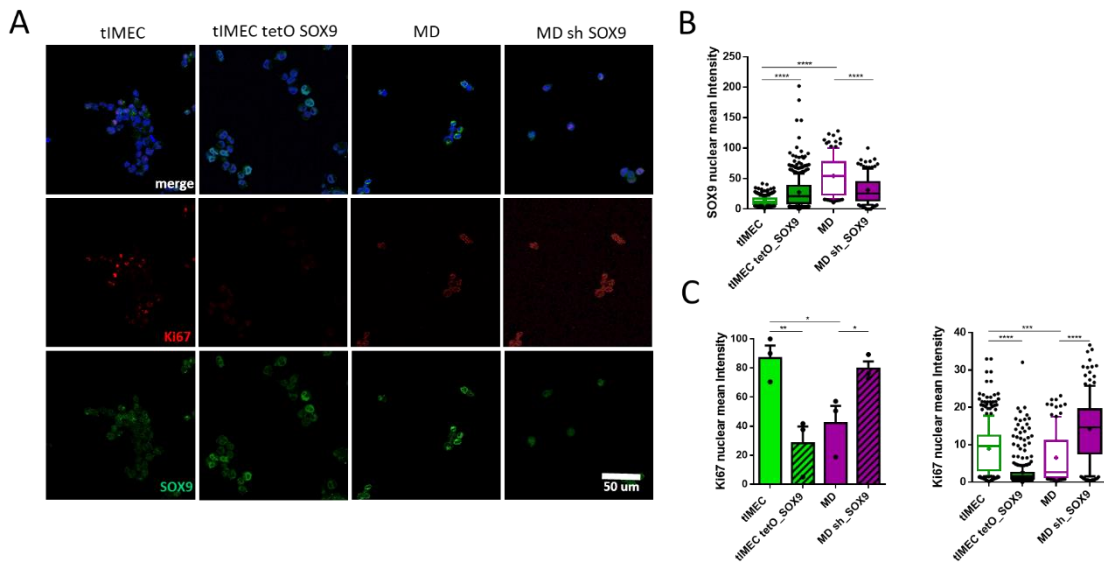 A
tIMEC
tIMEC tetO SOX9
MD
MD sh SOX9
merge
Ki67
SOX9
50 um
B
SOX9 nuclear mean Intensity
250
200
150
100
50
0
****
****
****
tIMEC
tIMEC tetO_SOX9
MD
MD sh_SOX9
C
Ki67 nuclear mean Intensity
100
80
60
40
20
0
*
**
*
tIMEC
tIMEC tetO_SOX9
MD
MD sh_SOX9
Ki67 nuclear mean Intensity
40
30
20
10
0
***
****
****
tIMEC
tIMEC tetO_SOX9
MD
MD sh_SOX9